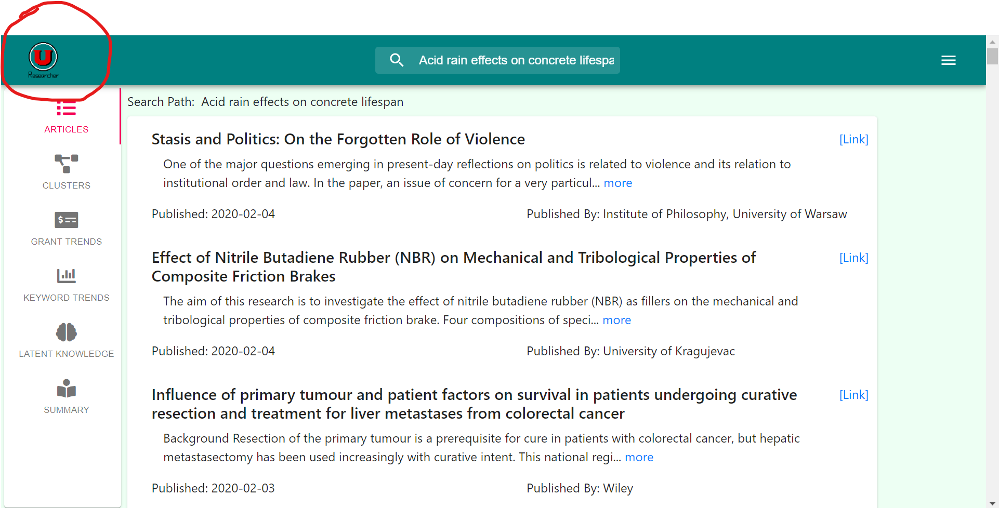 U
Researcher
Acid rain effects on concrete lifespa
Search Path: Acid rain effects on concrete lifespan
ARTICLES
CLUSTERS
GRANT TRENDS
KEYWORD TRENDS
LATENT KNOWLEDGE
SUMMARY
Stasis and Politics: On the Forgotten Role of Violence
[Link]
One of the major questions emerging in present-day reflections on politics is related to violence and its relation to
institutional order and law. In the paper, an issue of concern for a very particul... more
Published: 2020-02-04
Published By: Institute of Philosophy, University of Warsaw
Effect of Nitrile Butadiene Rubber (NBR) on Mechanical and Tribological Properties of
Composite Friction Brakes
[Link]
The aim of this research is to investigate the effect of nitrile butadiene rubber (NBR) as fillers on the mechanical and
tribological properties of composite friction brake. Four compositions of speci... more
Published: 2020-02-04
Published By: University of Kragujevac
Influence of primary tumour and patient factors on survival in patients undergoing curative
resection and treatment for liver metastases from colorectal cancer
[Link]
Background Resection of the primary tumour is a prerequisite for cure in patients with colorectal cancer, but hepatic
metastasectomy has been used increasingly with curative intent. This national regi... more
Published: 2020-02-03
Published By: Wiley